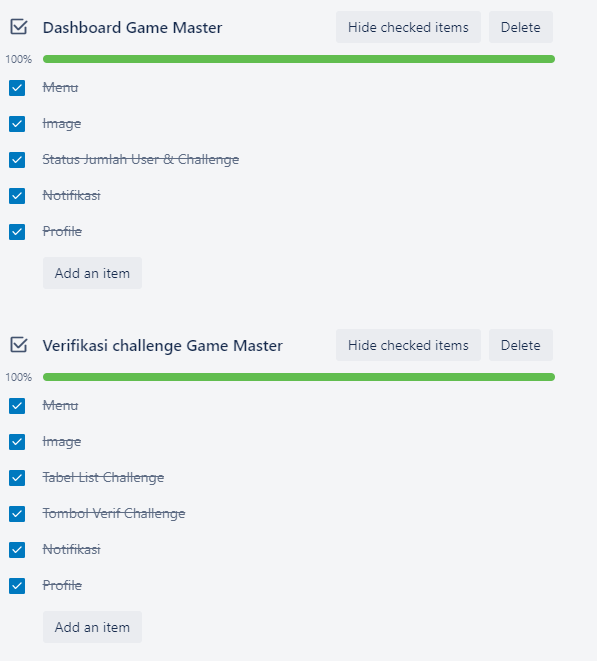 Dashboard Game Master Hide checked items Delete
100%
Menu
Image
Status Jumlah User & Challenge
Notifikasi
Profile
Add an item
Verifikasi challenge Game Master Hide checked items Delete
100%
Menu
Image
Tabel List Challenge
Tombol Verif Challenge
Notifikasi
Profile
Add an item